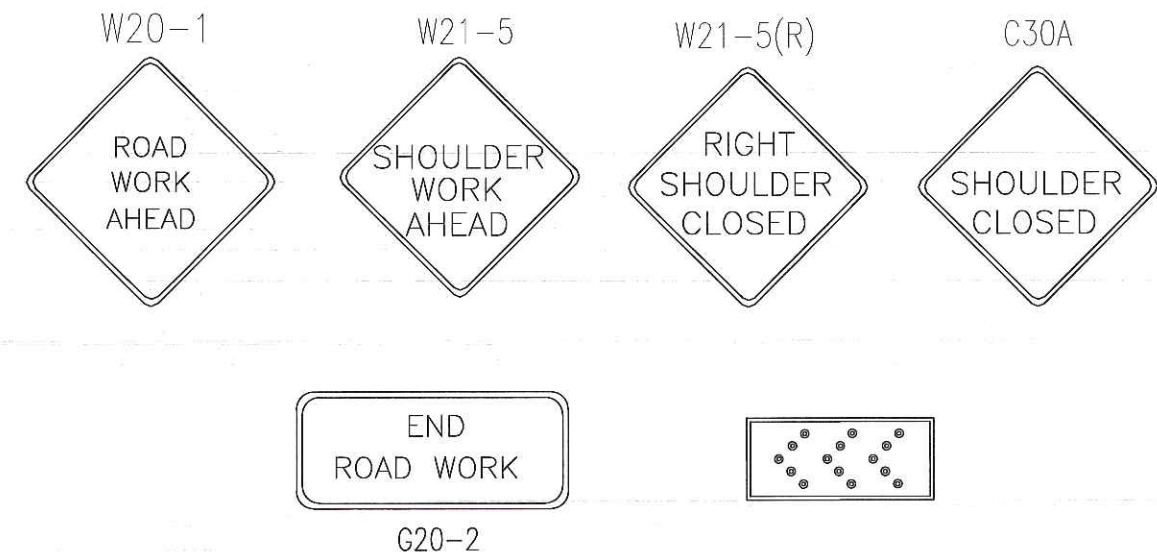 W20-1
ROAD
WORK
AHEAD
W21-5
SHOULDER
WORK
AHEAD
W21-5(R)
RIGHT
SHOULDER
CLOSED
C30A
SHOULDER
CLOSED
END
ROAD WORK
G20-2